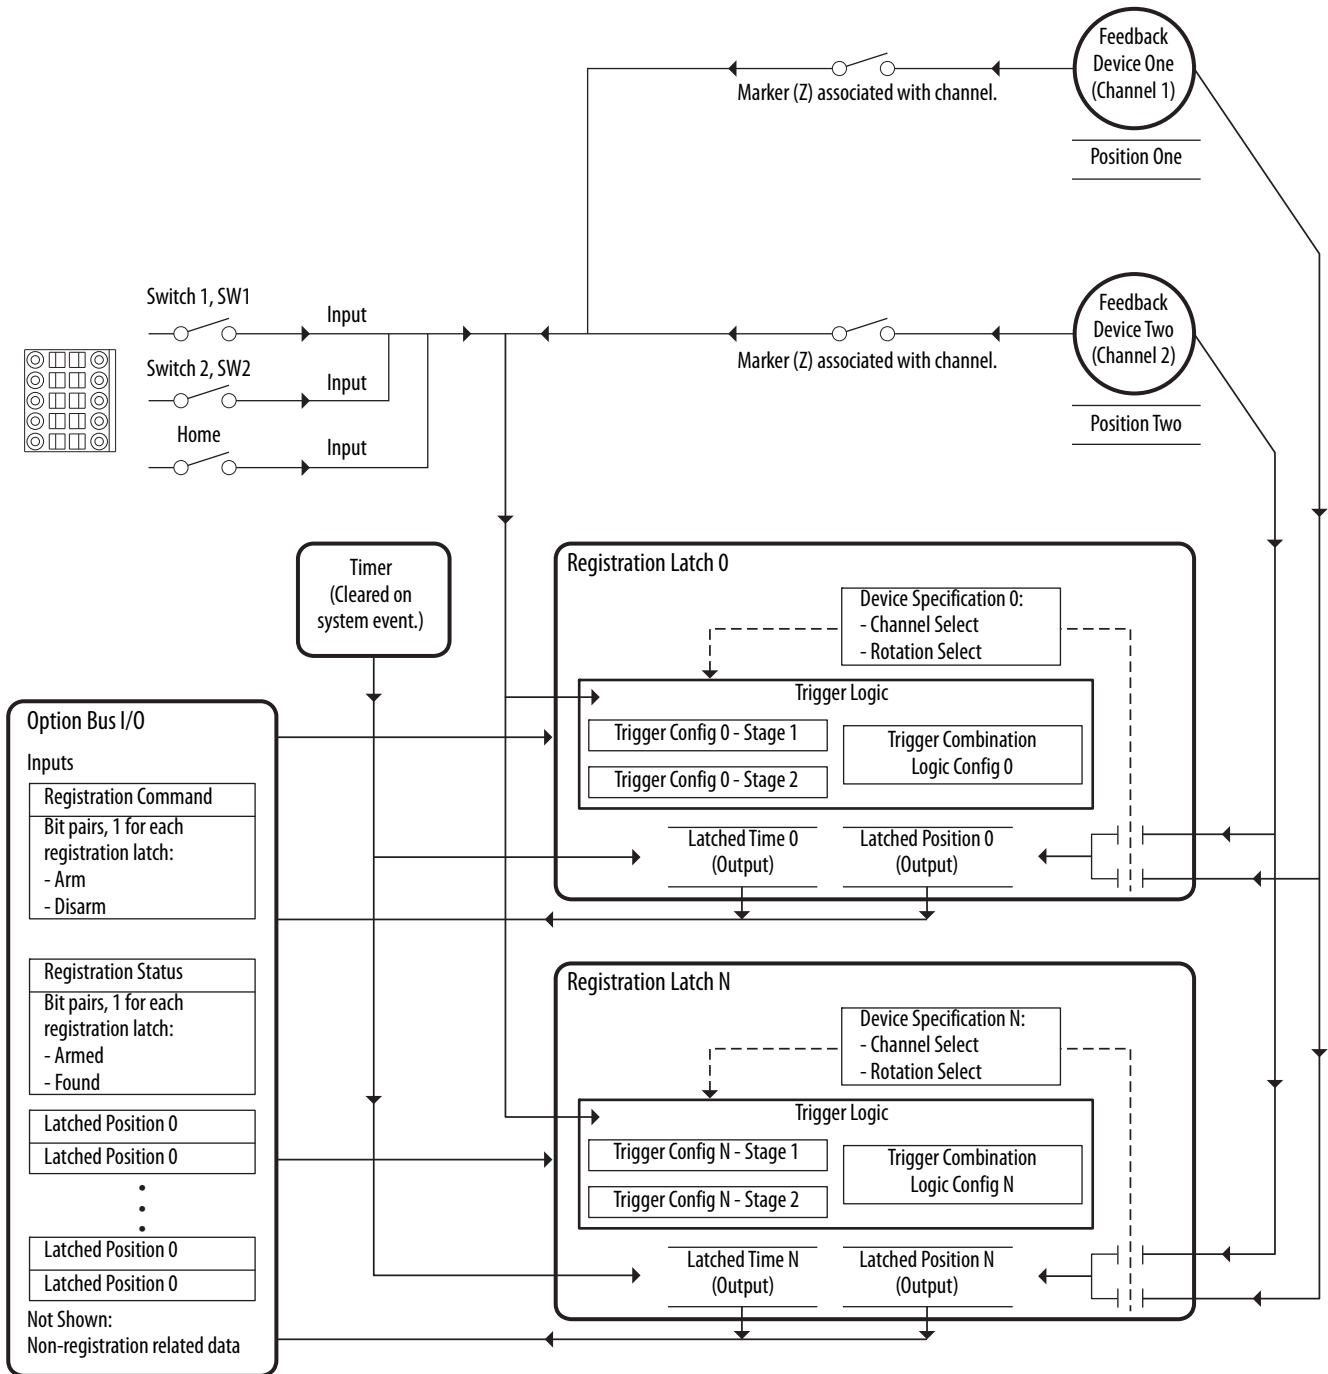 Feedback
Device One
(Channel 1)
Marker (Z) associated with channel.
Position One
Switch 1, SW1
Input
Feedback
Device Two
(Channel 2)
Marker (Z) associated with channel.
Switch 2, SW2
Input
Position Two
Home
Input
Timer
(Cleared on
system event.)
Registration Latch 0
Device Specification 0:
- Channel Select
- Rotation Select
Trigger Logic
Trigger Config 0 - Stage 1
Trigger Config 0 - Stage 2
Trigger Combination
Logic Config 0
Latched Time 0
(Output)
Latched Position 0
(Output)
Option Bus I/O
Inputs
Registration Command
Bit pairs, 1 for each
registration latch:
- Arm
- Disarm
Registration Status
Bit pairs, 1 for each
registration latch:
- Armed
- Found
Latched Position 0
Latched Position 0
Latched Position 0
Latched Position 0
Not Shown:
Non-registration related data
Registration Latch N
Device Specification N:
- Channel Select
- Rotation Select
Trigger Logic
Trigger Config N - Stage 1
Trigger Config N - Stage 2
Trigger Combination
Logic Config N
Latched Time N
(Output)
Latched Position N
(Output)